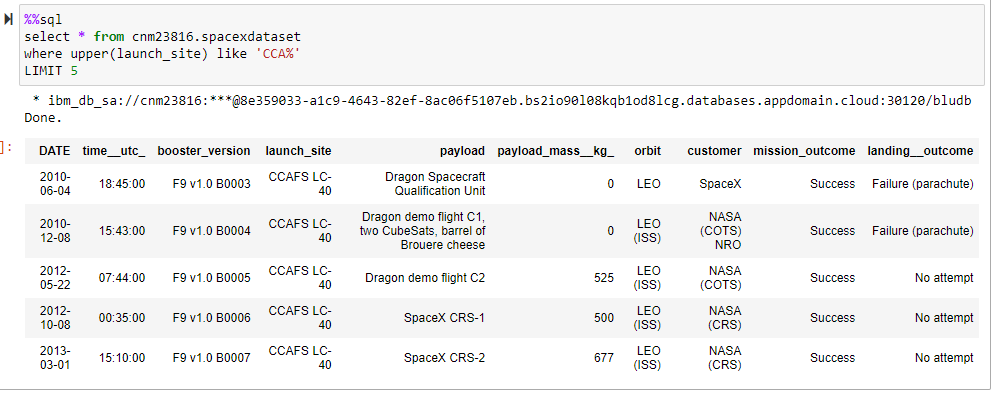 %%sql
select * from cnm23816.spacexdataset
where upper(launch_site) like 'CCA%'
LIMIT 5
* ibm_db_sa://cnm23816:***@8e359033-a1c9-4643-82ef-8ac06f5107eb.bs2io90l08kqb1od8lcg.databases.appdomain.cloud:30120/bludb
Done.
]:
DATE time__utc_ booster_version launch_site payload payload_mass__kg_ orbit customer mission_outcome landing__outcome
2010-06-04 18:45:00 F9 v1.0 B0003 CCAFS LC-40 Dragon Spacecraft Qualification Unit 0 LEO SpaceX Success Failure (parachute)
2010-12-08 15:43:00 F9 v1.0 B0004 CCAFS LC-40 Dragon demo flight C1, two CubeSats, barrel of Brouere cheese 0 LEO (ISS) NASA (COTS) NRO Success Failure (parachute)
2012-05-22 07:44:00 F9 v1.0 B0005 CCAFS LC-40 Dragon demo flight C2 525 LEO (ISS) NASA (COTS) Success No attempt
2012-10-08 00:35:00 F9 v1.0 B0006 CCAFS LC-40 SpaceX CRS-1 500 LEO (ISS) NASA (CRS) Success No attempt
2013-03-01 15:10:00 F9 v1.0 B0007 CCAFS LC-40 SpaceX CRS-2 677 LEO (ISS) NASA (CRS) Success No attempt